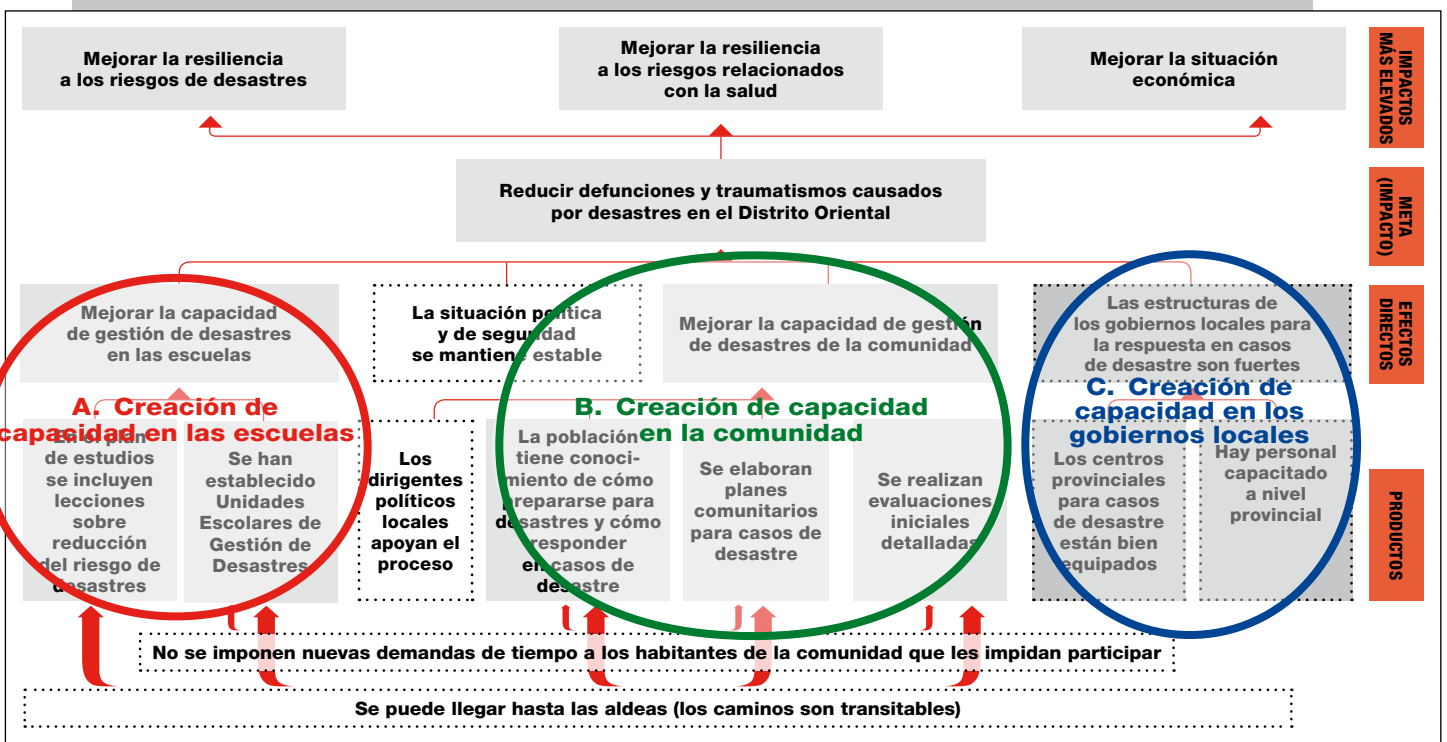 Mejorar la resiliencia
a los riesgos de desastres
Mejorar la resiliencia
a los riesgos relacionados
con la salud
Mejorar la situación
económica
IMPACTOS
MÁS ELEVADOS
Reducir defunciones y traumatismos causados
por desastres en el Distrito Oriental
META
(IMPACTO)
Mejorar la capacidad
de gestión de desastres
en las escuelas
La situación política
y de seguridad
se mantiene estable
Mejorar la capacidad de gestión
de desastres de la comunidad
Las estructuras de
los gobiernos locales para
la respuesta en casos
de desastre son fuertes
EFECTOS
DIRECTOS
A. Creación de
capacidad en las escuelas
B. Creación de capacidad
en la comunidad
C. Creación de
capacidad en los
gobiernos locales
En el plan
de estudios
se incluyen
lecciones
sobre
reducción
del riesgo de
desastres
Se han
establecido
Unidades
Escolares de
Gestión de
Desastres
Los
dirigentes
políticos
locales
apoyan el
proceso
La población
tiene conoci-
miento de cómo
prepararse para
desastres y cómo
responder
en casos de
desastre
Se elaboran
planes
comunitarios
para casos de
desastre
Se realizan
evaluaciones
iniciales
detalladas
Los centros
provinciales
para casos
de desastre
están bien
equipados
Hay personal
capacitado
a nivel
provincial
PRODUCTOS
No se imponen nuevas demandas de tiempo a los habitantes de la comunidad que les impidan participar
Se puede llegar hasta las aldeas (los caminos son transitables)